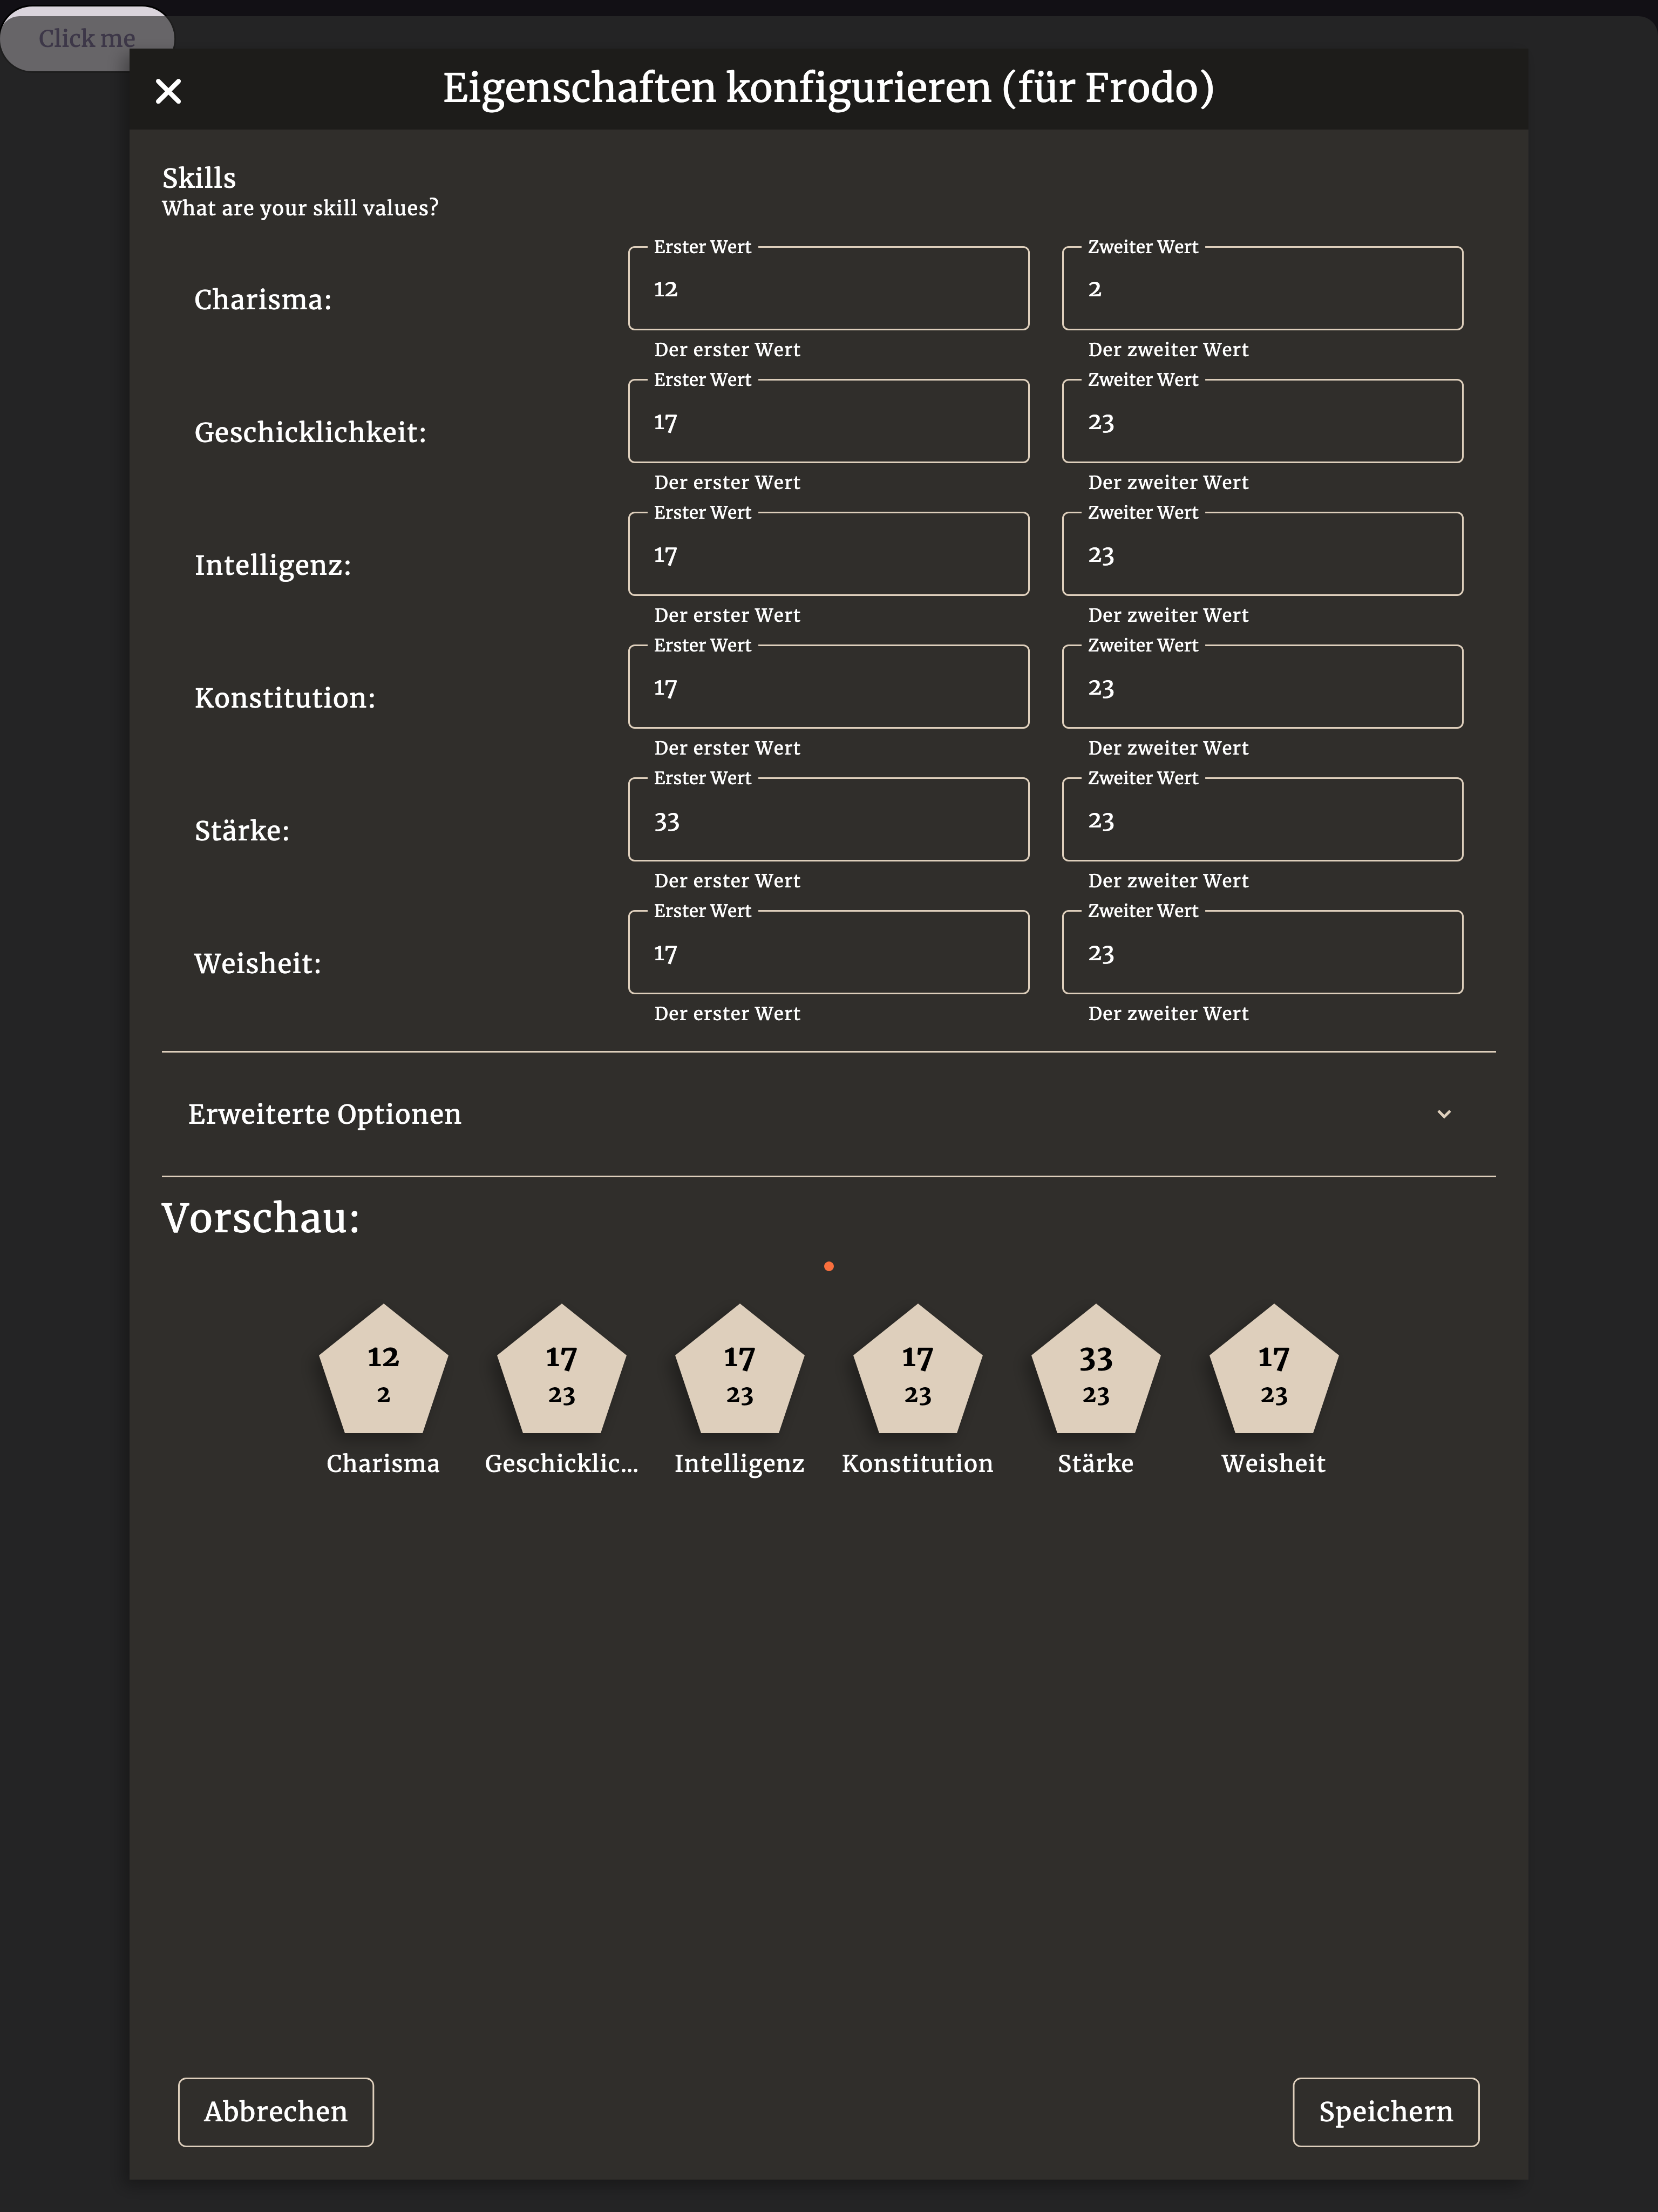 Click me
Eigenschaften konfigurieren (für Frodo)
Skills
What are your skill values?
Charisma:
Erster Wert
12
Der erster Wert
Zweiter Wert
2
Der zweiter Wert
Geschicklichkeit:
Erster Wert
17
Der erster Wert
Zweiter Wert
23
Der zweiter Wert
Intelligenz:
Erster Wert
17
Der erster Wert
Zweiter Wert
23
Der zweiter Wert
Konstitution:
Erster Wert
17
Der erster Wert
Zweiter Wert
23
Der zweiter Wert
Stärke:
Erster Wert
33
Der erster Wert
Zweiter Wert
23
Der zweiter Wert
Weisheit:
Erster Wert
17
Der erster Wert
Zweiter Wert
23
Der zweiter Wert
Erweiterte Optionen
Vorschau:
12
2
Charisma
17
23
Geschicklic...
17
23
Intelligenz
17
23
Konstitution
33
23
Stärke
17
23
Weisheit
Abbrechen
Speichern